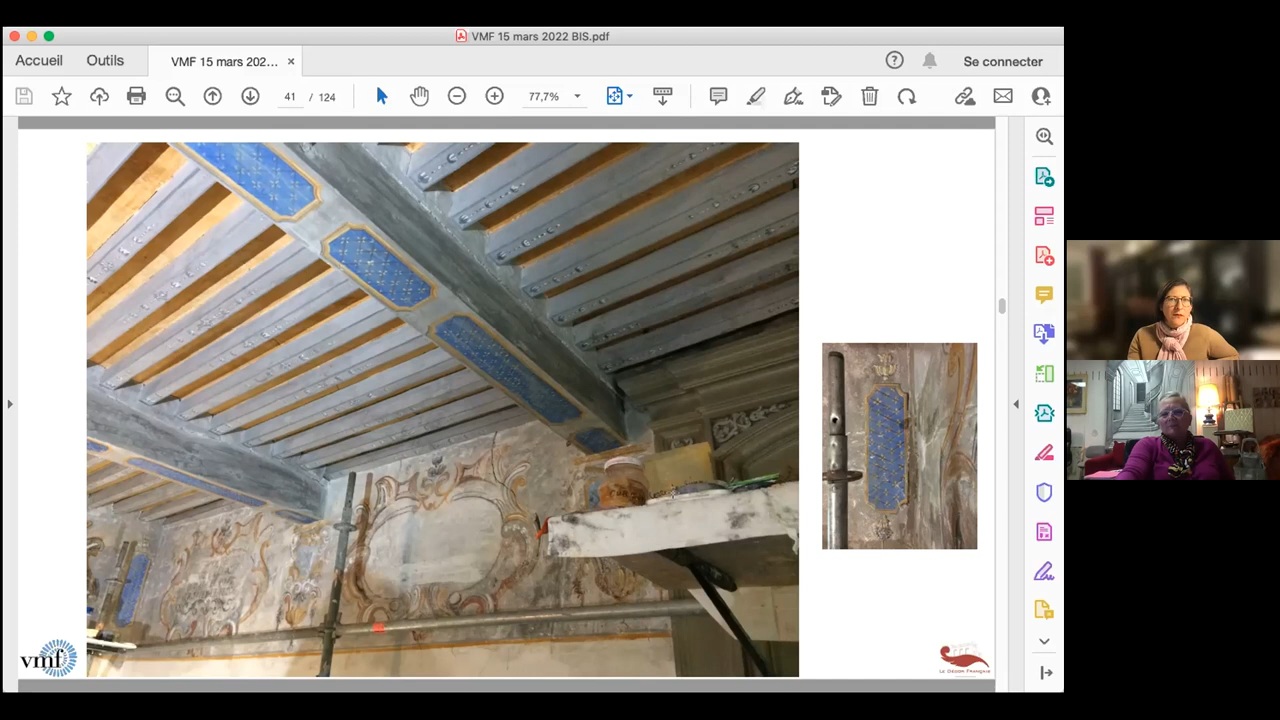 VMF 15 mars 2022 BIS.pdf
Accueil
Outils
VMF 15 mars 202...
Se connecter
41 / 124
77,7%
vmf
LE DÉCOR FRANÇAIS